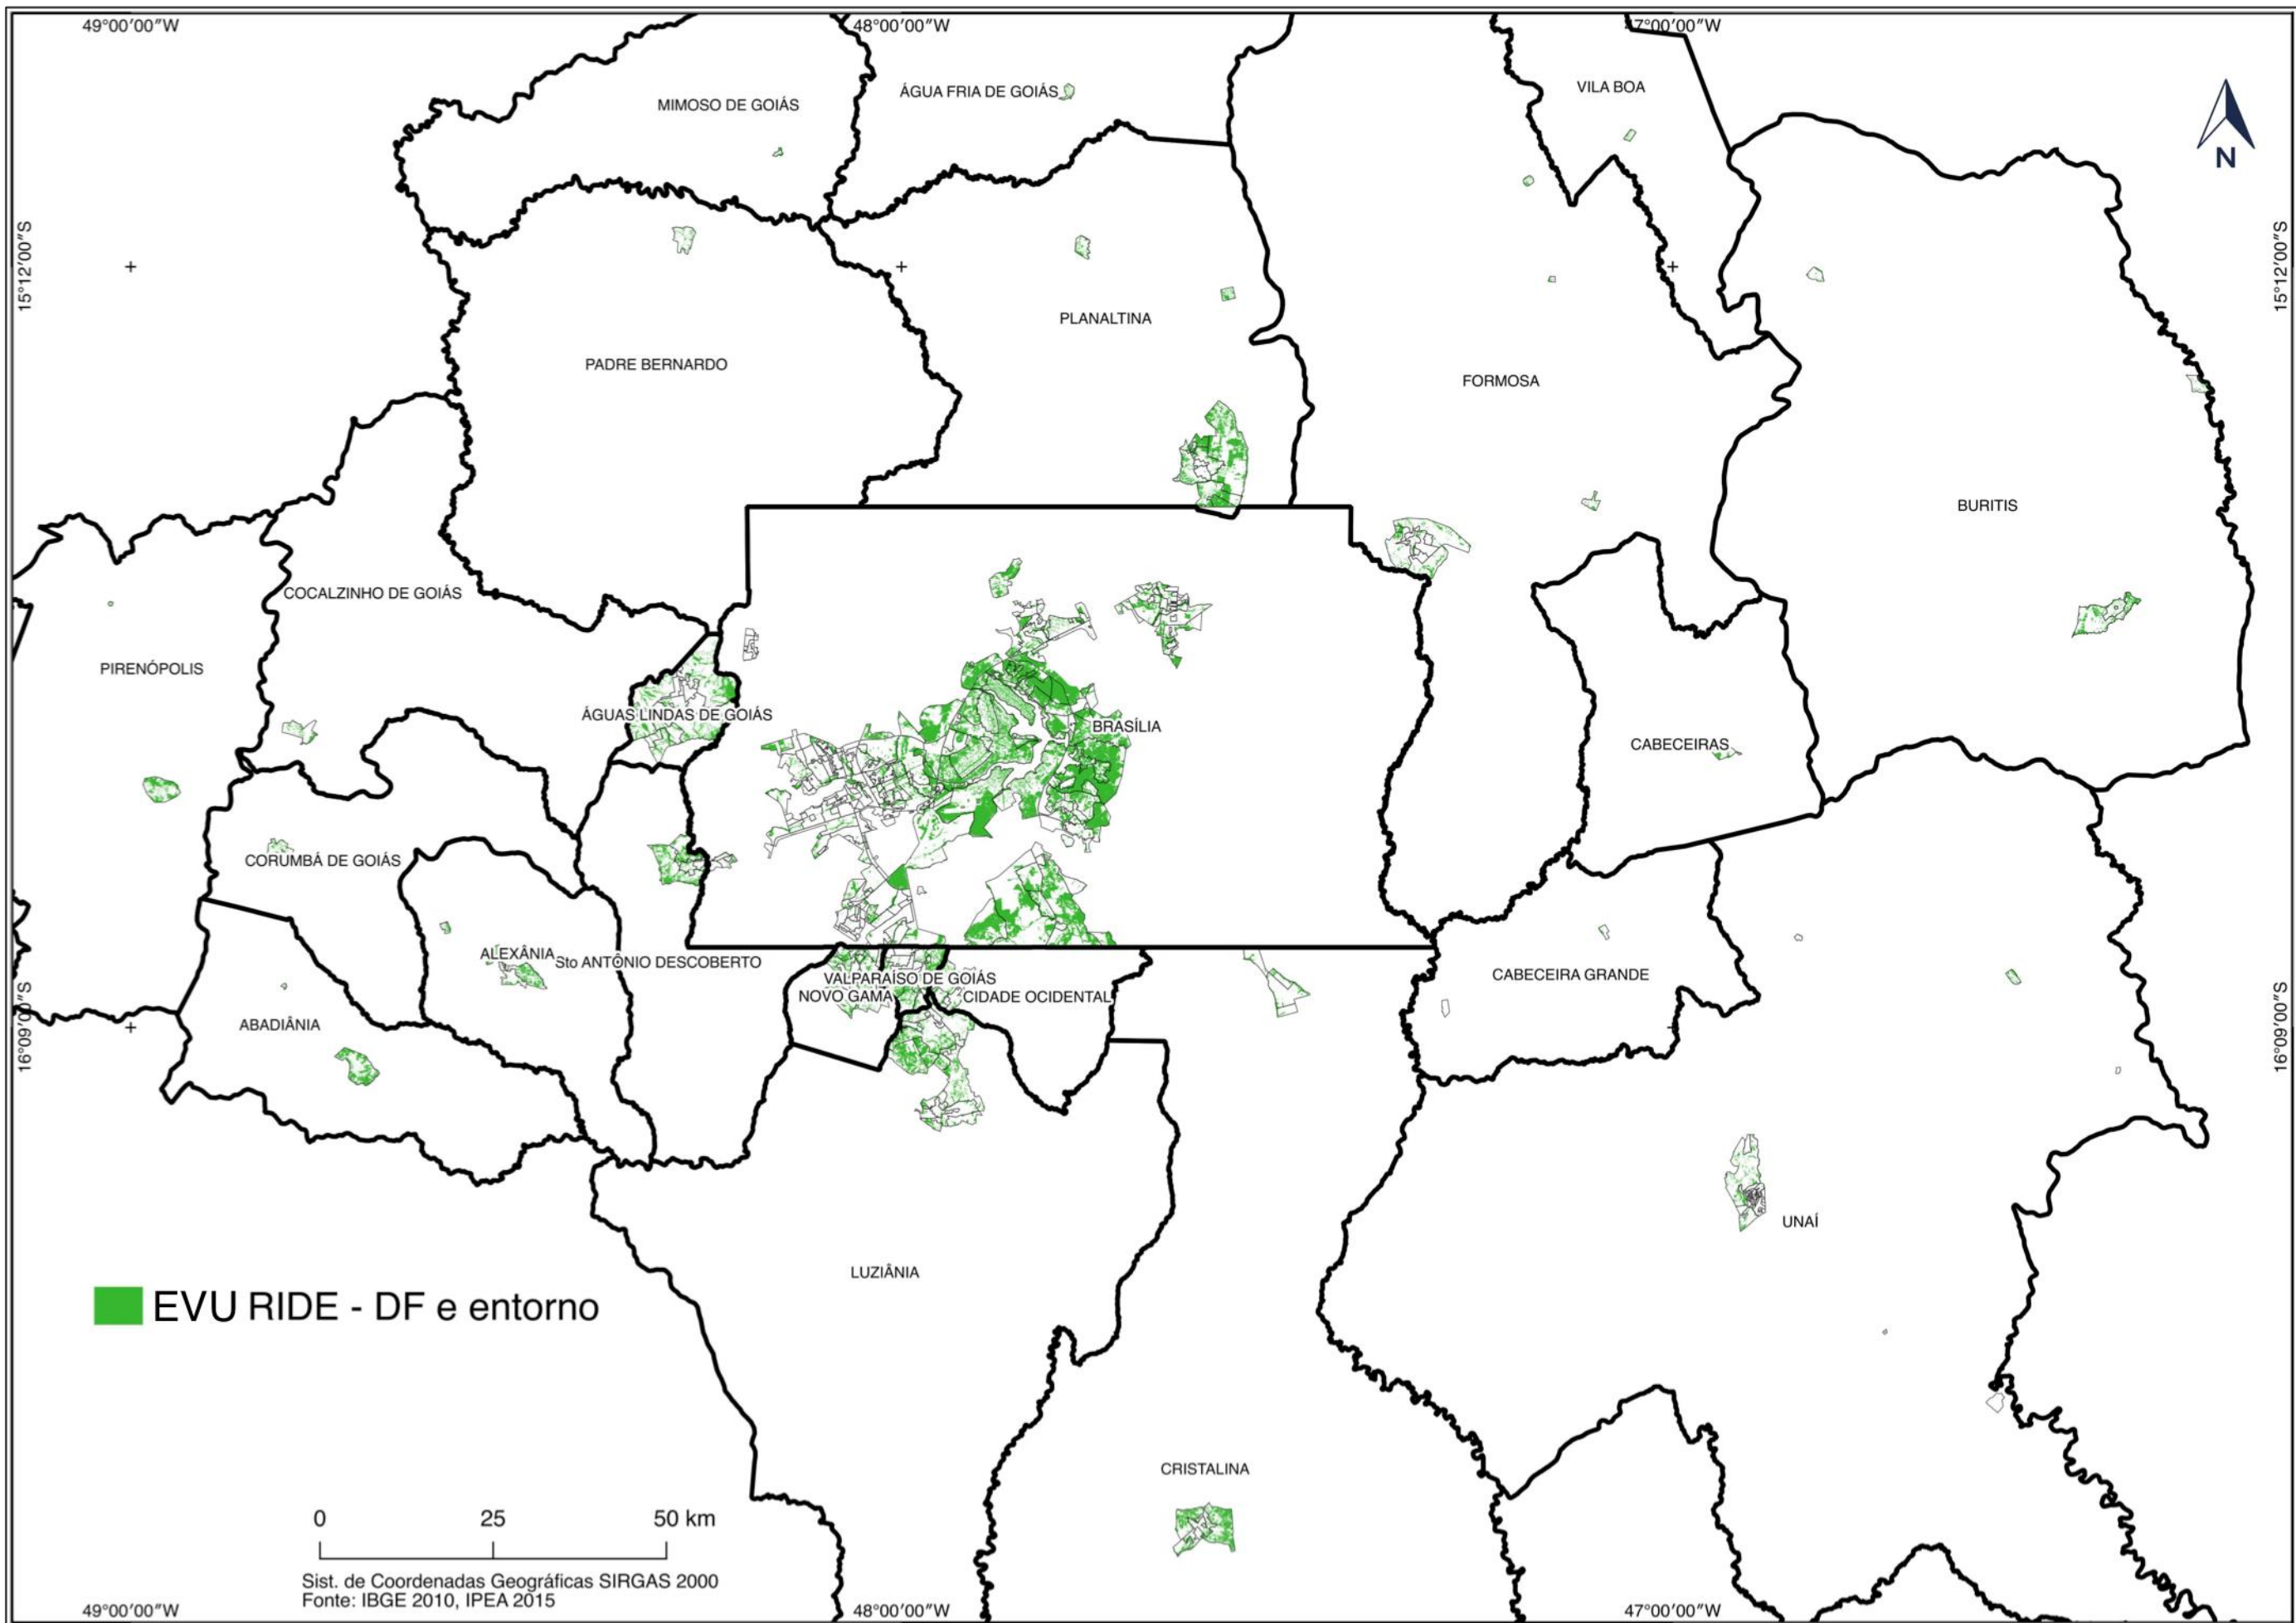 49°00'00"W
48°00'00"W
47°00'00"W
VILA BOA
ÁGUA FRIA DE GOIÁS
MIMOSO DE GOIÁS
N
15°12'00"S
15°12'00"S
PLANALTINA
PADRE BERNARDO
FORMOSA
BURITIS
COCALZINHO DE GOIÁS
PIRENÓPOLIS
ÁGUAS LINDAS DE GOIÁS
BRASÍLIA
CABECEIRAS
CORUMBÁ DE GOIÁS
ALEXÂNIA
Sto ANTÔNIO DESCOBERTO
VALPARAÍSO DE GOIÁS
CABECEIRA GRANDE
NOVO GAMA
CIDADE OCIDENTAL
ABADIÂNIA
16°09'00"S
16°09'00"S
UNAÍ
LUZIÂNIA
EVU RIDE - DF e entorno
CRISTALINA
0 25 50 km
Sist. de Coordenadas Geográficas SIRGAS 2000
Fonte: IBGE 2010, IPEA 2015
49°00'00"W
48°00'00"W
47°00'00"W